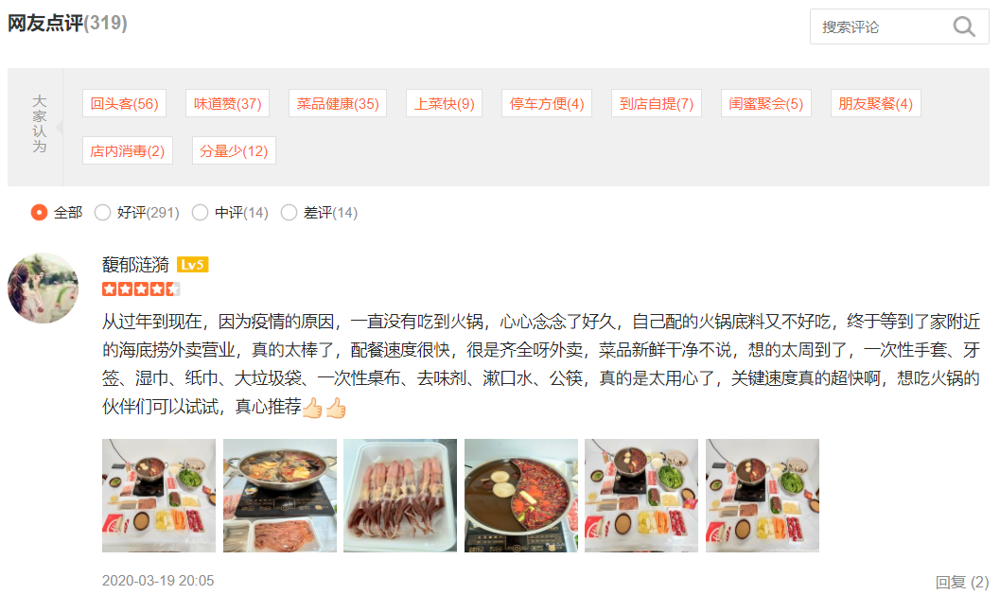 网友点评(319)
搜索评论
大家认为
回头客(56) 味道赞(37) 菜品健康(35) 上菜快(9) 停车方便(4) 到店自提(7) 闺蜜聚会(5) 朋友聚餐(4)
店内消毒(2) 分量少(12)
全部 好评(291) 中评(14) 差评(14)
馥郁涟漪 Lv5
从过年到现在，因为疫情的原因，一直没有吃到火锅，心心念念了好久，自己配的火锅底料又不好吃，终于等到了家附近
的海底捞外卖营业，真的太棒了，配餐速度很快，很是齐全呀外卖，菜品新鲜干净不说，想的太周到了，一次性手套、牙
签、湿巾、纸巾、大垃圾袋、一次性桌布、去味剂、漱口水、公筷，真的是太用心了，关键速度真的超快啊，想吃火锅的
伙伴们可以试试，真心推荐👍🏻👍🏻
2020-03-19 20:05
回复 (2)